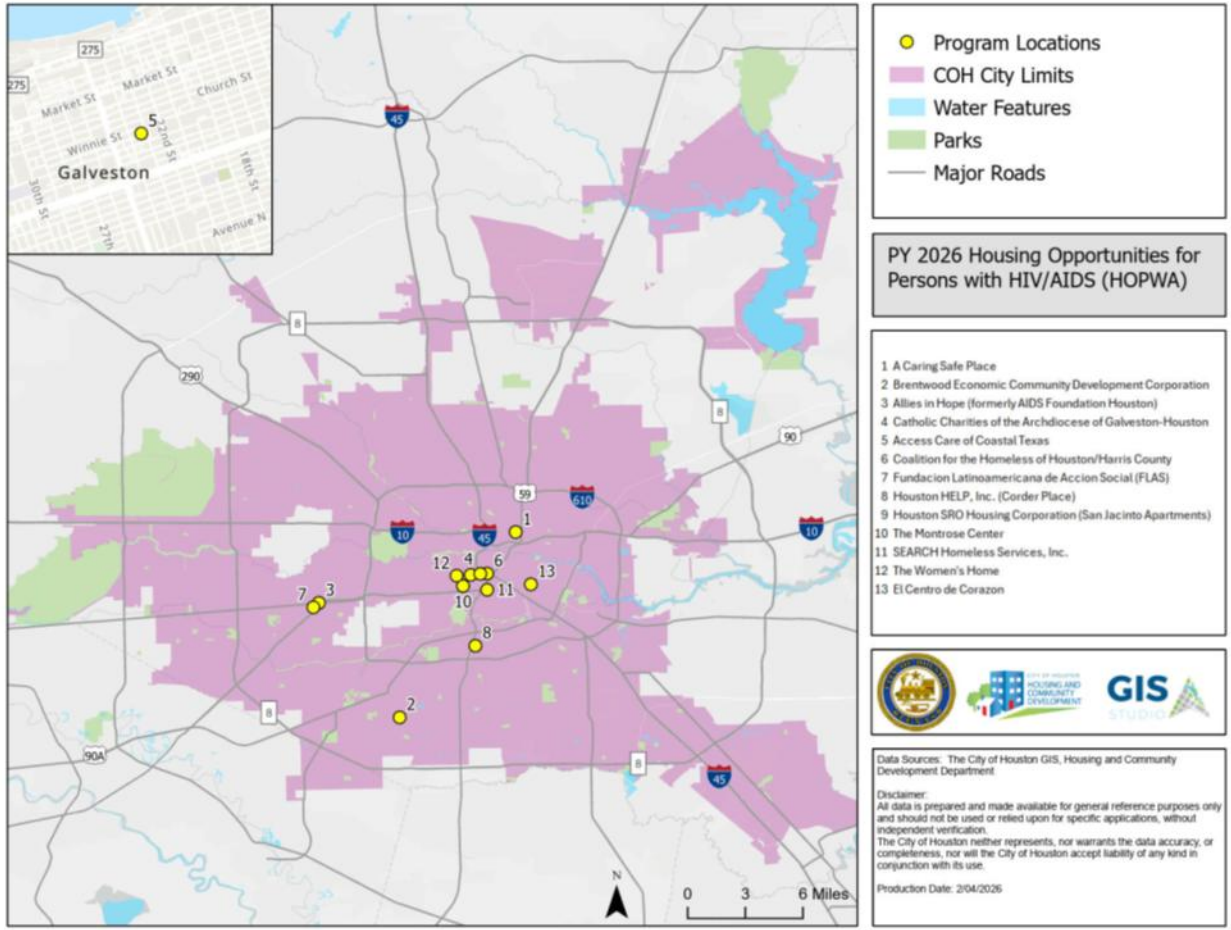 275
275
Market St
Market St
Church St
5
Winnie St
22nd St
Galveston
18th St
30th St
Avenue N
27th
45
8
290
8
90
59
610
10
45
1
10
12
4
6
13
7
3
10
11
8
2
8
90A
8
45
N
0 3 6 Miles
Program Locations
COH City Limits
Water Features
Parks
Major Roads
PY 2026 Housing Opportunities for
Persons with HIV/AIDS (HOPWA)
1 A Caring Safe Place
2 Brentwood Economic Community Development Corporation
3 Allies in Hope (formerly AIDS Foundation Houston)
4 Catholic Charities of the Archdiocese of Galveston-Houston
5 Access Care of Coastal Texas
6 Coalition for the Homeless of Houston/Harris County
7 Fundacion Latinoamericana de Accion Social (FLAS)
8 Houston HELP, Inc. (Corder Place)
9 Houston SRO Housing Corporation (San Jacinto Apartments)
10 The Montrose Center
11 SEARCH Homeless Services, Inc.
12 The Women's Home
13 El Centro de Corazon
CITY OF HOUSTON
HOUSING AND
COMMUNITY
DEVELOPMENT
GIS
STUDIO
Data Sources: The City of Houston GIS, Housing and Community
Development Department
Disclaimer:
All data is prepared and made available for general reference purposes only
and should not be used or relied upon for specific applications, without
independent verification.
The City of Houston neither represents, nor warrants the data accuracy, or
completeness, nor will the City of Houston accept liability of any kind in
conjunction with its use.
Production Date: 2/04/2026